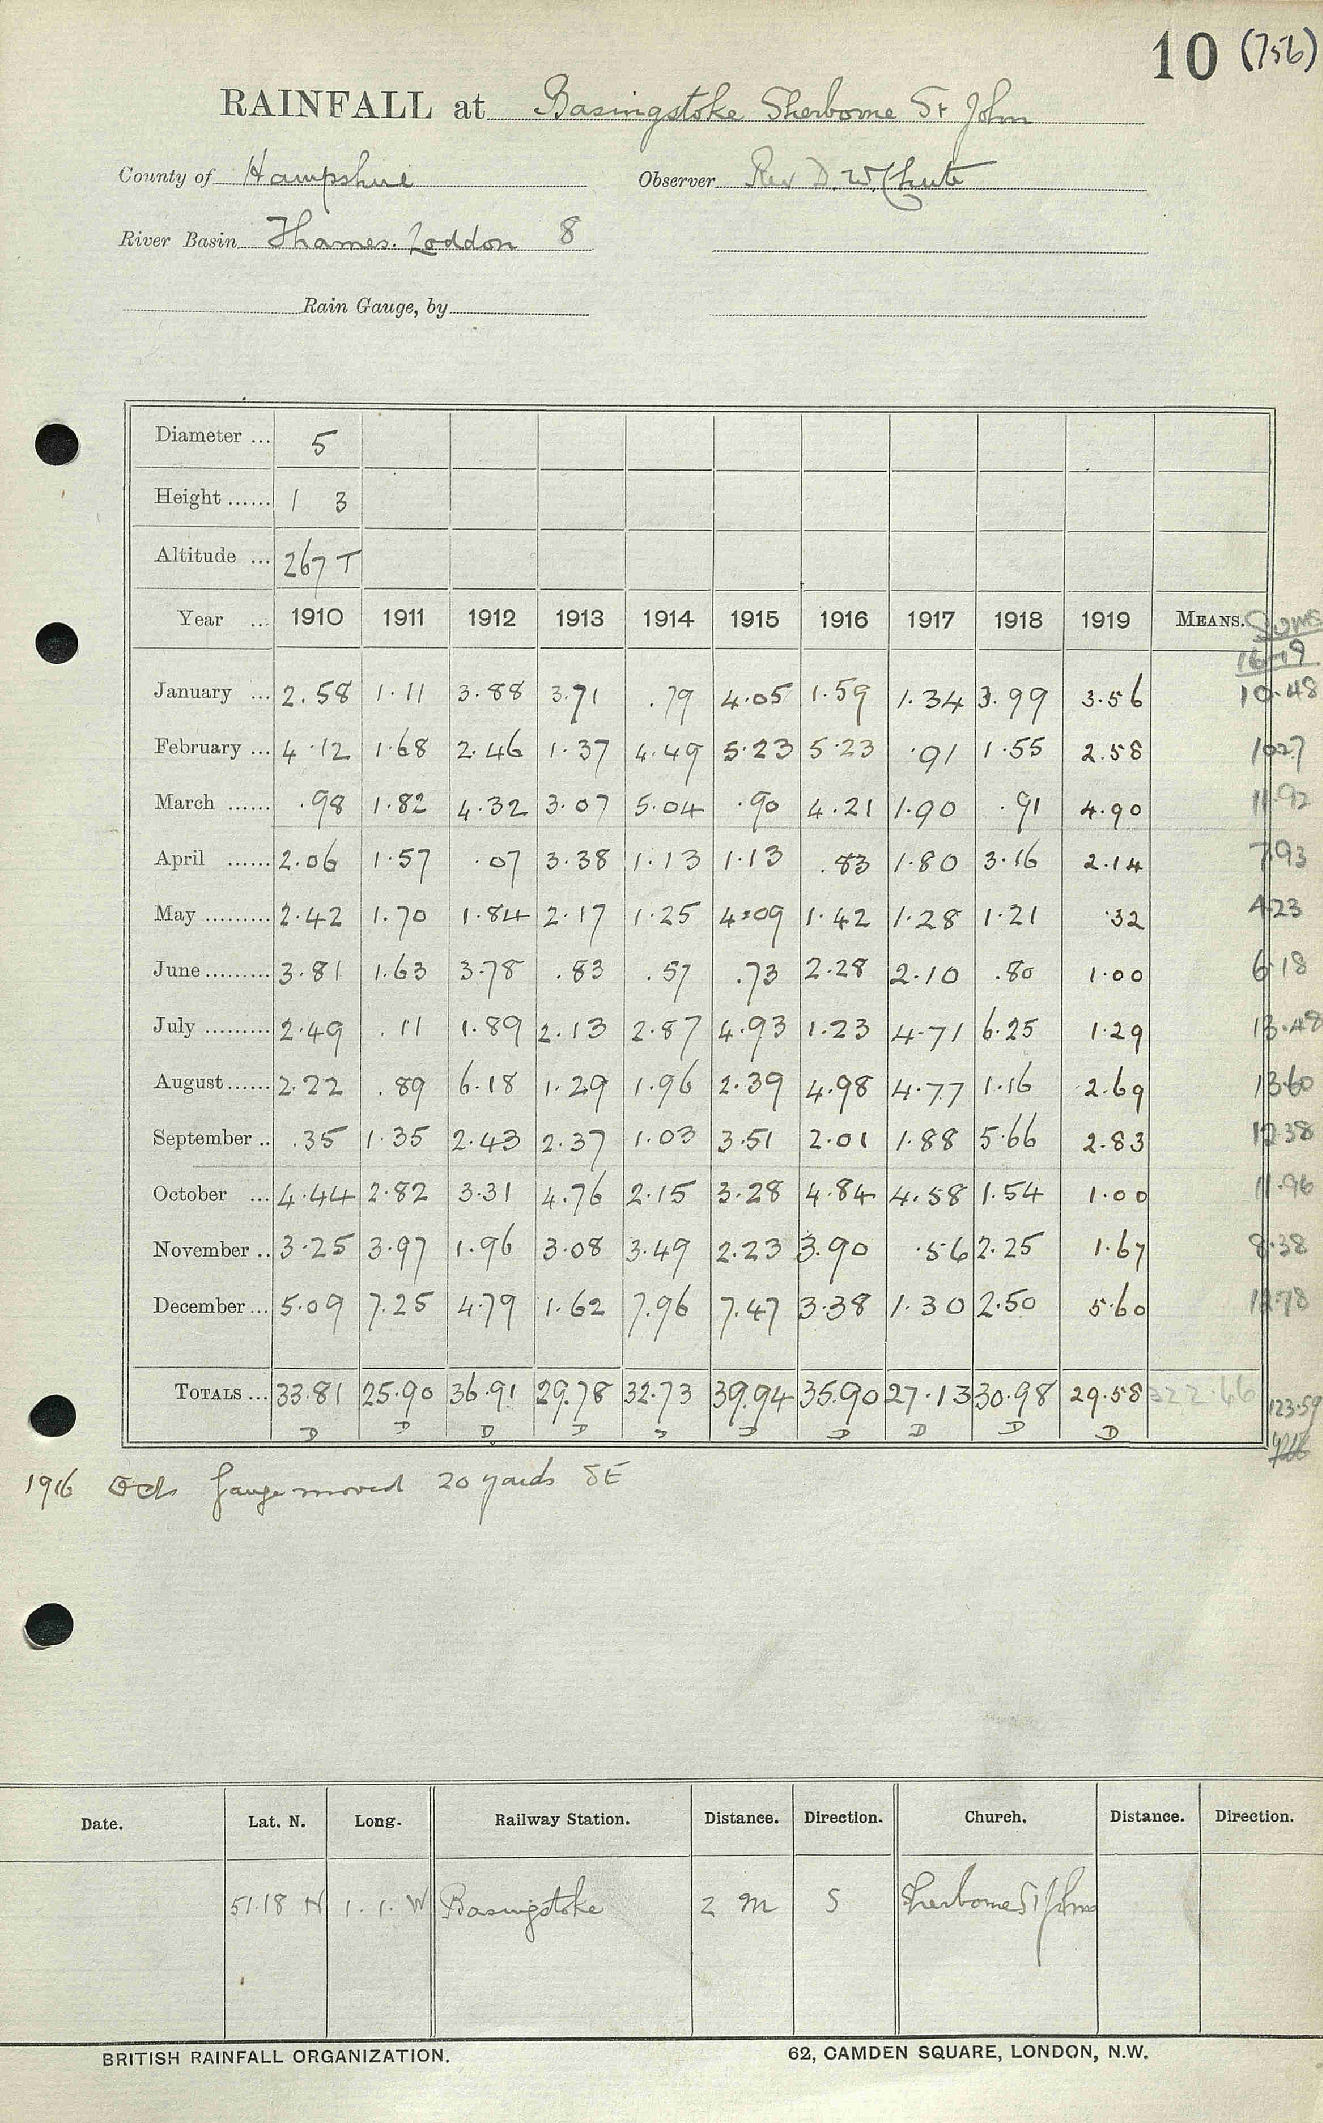 10 (756)
RAINFALL at Basingstoke Sherborne St John
County of Hampshire Observer Rev D. W. Chute
River Basin Thames. Loddon 8
Rain Gauge, by
Diameter ... 5
Height ...... 1 3
Altitude ... 267 T
Year ... 1910 1911 1912 1913 1914 1915 1916 1917 1918 1919 MEANS. Sums 16-19
January ... 2.58 1.11 3.88 3.71 .79 4.05 1.59 1.34 3.99 3.56 10.48
February ... 4.12 1.68 2.46 1.37 4.49 5.23 5.23 .91 1.55 2.58 10.27
March ...... .98 1.82 4.32 3.07 5.04 .90 4.21 1.90 .91 4.90 11.92
April ...... 2.06 1.57 .07 3.38 1.13 1.13 .83 1.80 3.16 2.14 7.93
May ......... 2.42 1.70 1.84 2.17 1.25 4.09 1.42 1.28 1.21 .32 4.23
June ......... 3.81 1.63 3.78 .83 .57 .73 2.28 2.10 .80 1.00 6.18
July ......... 2.49 .11 1.89 2.13 2.87 4.93 1.23 4.71 6.25 1.29 13.48
August ...... 2.22 .89 6.18 1.29 1.96 2.39 4.98 4.77 1.16 2.69 13.60
September .. .35 1.35 2.43 2.37 1.03 3.51 2.01 1.88 5.66 2.83 12.38
October ... 4.44 2.82 3.31 4.76 2.15 3.28 4.84 4.58 1.54 1.00 11.96
November .. 3.25 3.97 1.96 3.08 3.49 2.23 3.90 .56 2.25 1.67 8.38
December ... 5.09 7.25 4.79 1.62 7.96 7.47 3.38 1.30 2.50 5.60 12.78
TOTALS ... 33.81 25.90 36.91 29.78 32.73 39.94 35.90 27.13 30.98 29.58 322.66 123.59
D D D D D D D D D
1916 Oct Gauge moved 20 yards SE
Date. Lat. N. Long. Railway Station. Distance. Direction. Church. Distance. Direction.
51.18 N 1.1. W Basingstoke 2 m S Sherborne St John
BRITISH RAINFALL ORGANIZATION. 62, CAMDEN SQUARE, LONDON, N.W.